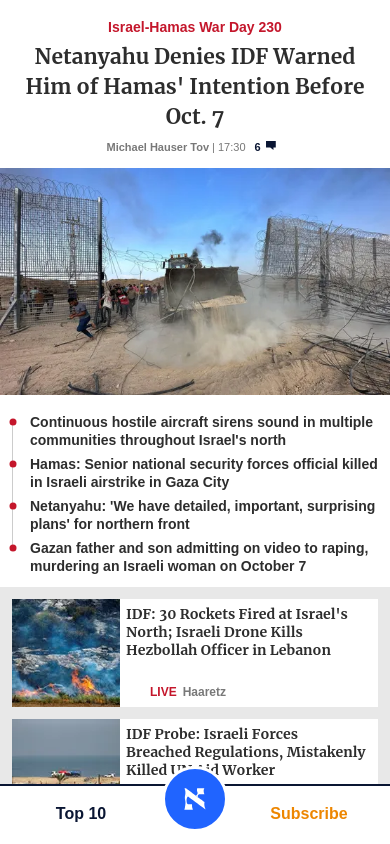 Israel-Hamas War Day 230
Netanyahu Denies IDF Warned
Him of Hamas' Intention Before
Oct. 7
Michael Hauser Tov | 17:30 6
Continuous hostile aircraft sirens sound in multiple
communities throughout Israel's north
Hamas: Senior national security forces official killed
in Israeli airstrike in Gaza City
Netanyahu: 'We have detailed, important, surprising
plans' for northern front
Gazan father and son admitting on video to raping,
murdering an Israeli woman on October 7
IDF: 30 Rockets Fired at Israel's
North; Israeli Drone Kills
Hezbollah Officer in Lebanon
LIVE Haaretz
IDF Probe: Israeli Forces
Breached Regulations, Mistakenly
Killed UN Aid Worker
Top 10
Subscribe